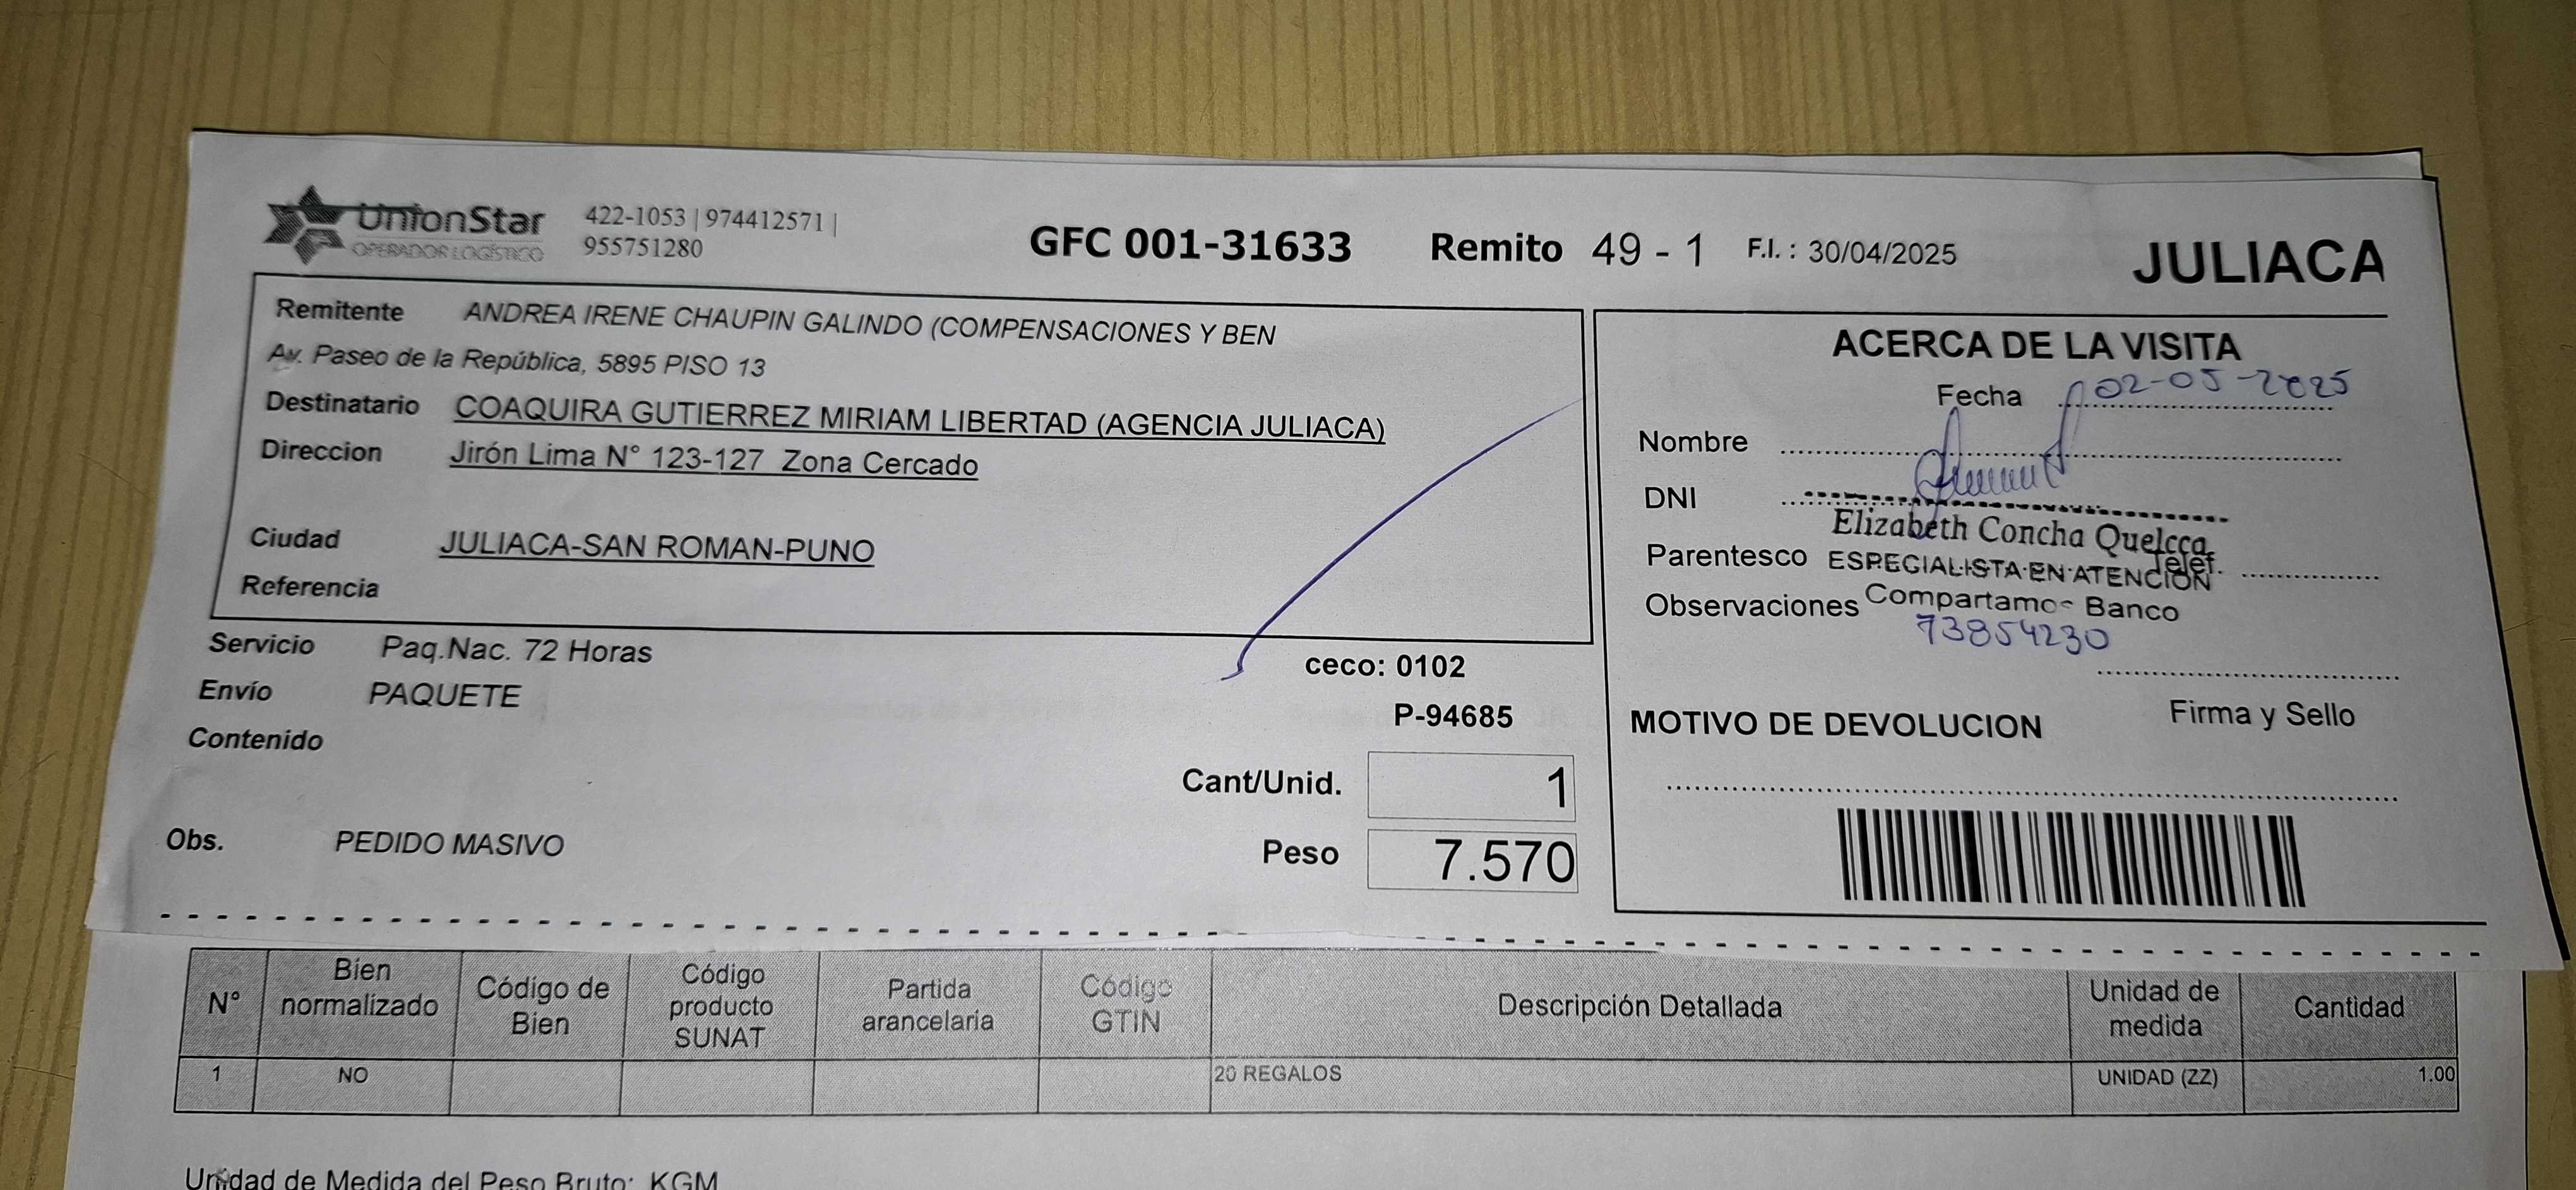 UnionStar
OPERADOR LOGÍSTICO
422-1053 | 974412571 |
955751280
GFC 001-31633 Remito 49 - 1 F.I. : 30/04/2025 JULIACA
Remitente ANDREA IRENE CHAUPIN GALINDO (COMPENSACIONES Y BEN
Av. Paseo de la República, 5895 PISO 13
Destinatario COAQUIRA GUTIERREZ MIRIAM LIBERTAD (AGENCIA JULIACA)
Direccion Jirón Lima N° 123-127 Zona Cercado
Ciudad JULIACA-SAN ROMAN-PUNO
Referencia
Servicio Paq.Nac. 72 Horas
Envío PAQUETE
Contenido
ceco: 0102
P-94685
Cant/Unid. 1
Peso 7.570
Obs. PEDIDO MASIVO
ACERCA DE LA VISITA
Fecha 02-05-2025
Nombre
DNI
Elizabeth Concha Quelcca
Parentesco ESPECIALISTA EN ATENCIÓN Telef.
Observaciones Compartamos Banco
73854230
Firma y Sello
MOTIVO DE DEVOLUCION
N° Bien normalizado Código de Bien Código producto SUNAT Partida arancelaria Código GTIN Descripción Detallada Unidad de medida Cantidad
1 NO 20 REGALOS UNIDAD (ZZ) 1.00
Unidad de Medida del Peso Bruto: KGM